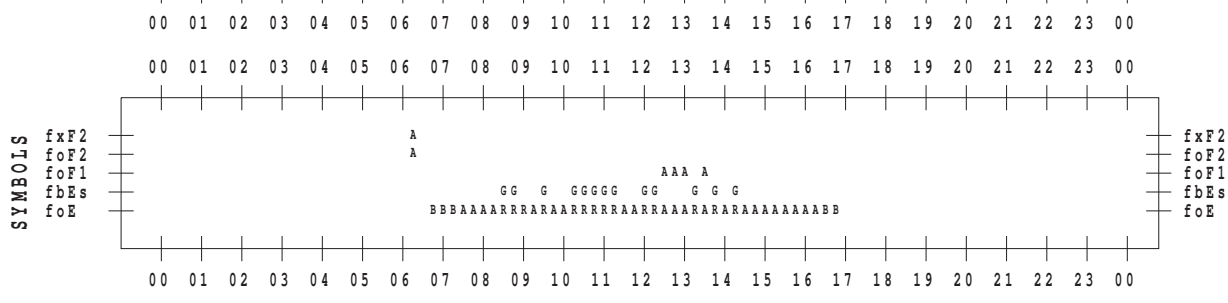 00 01 02 03 04 05 06 07 08 09 10 11 12 13 14 15 16 17 18 19 20 21 22 23 00
00 01 02 03 04 05 06 07 08 09 10 11 12 13 14 15 16 17 18 19 20 21 22 23 00
SYMBOLS
fxF2 A fxF2
foF2 A foF2
foF1 AAA A foF1
fbEs GG G GGGGG GG G G G fbEs
foE BBBAAAARRRARAARRRRRAARRAAARARARAAAAAAAABB foE
00 01 02 03 04 05 06 07 08 09 10 11 12 13 14 15 16 17 18 19 20 21 22 23 00